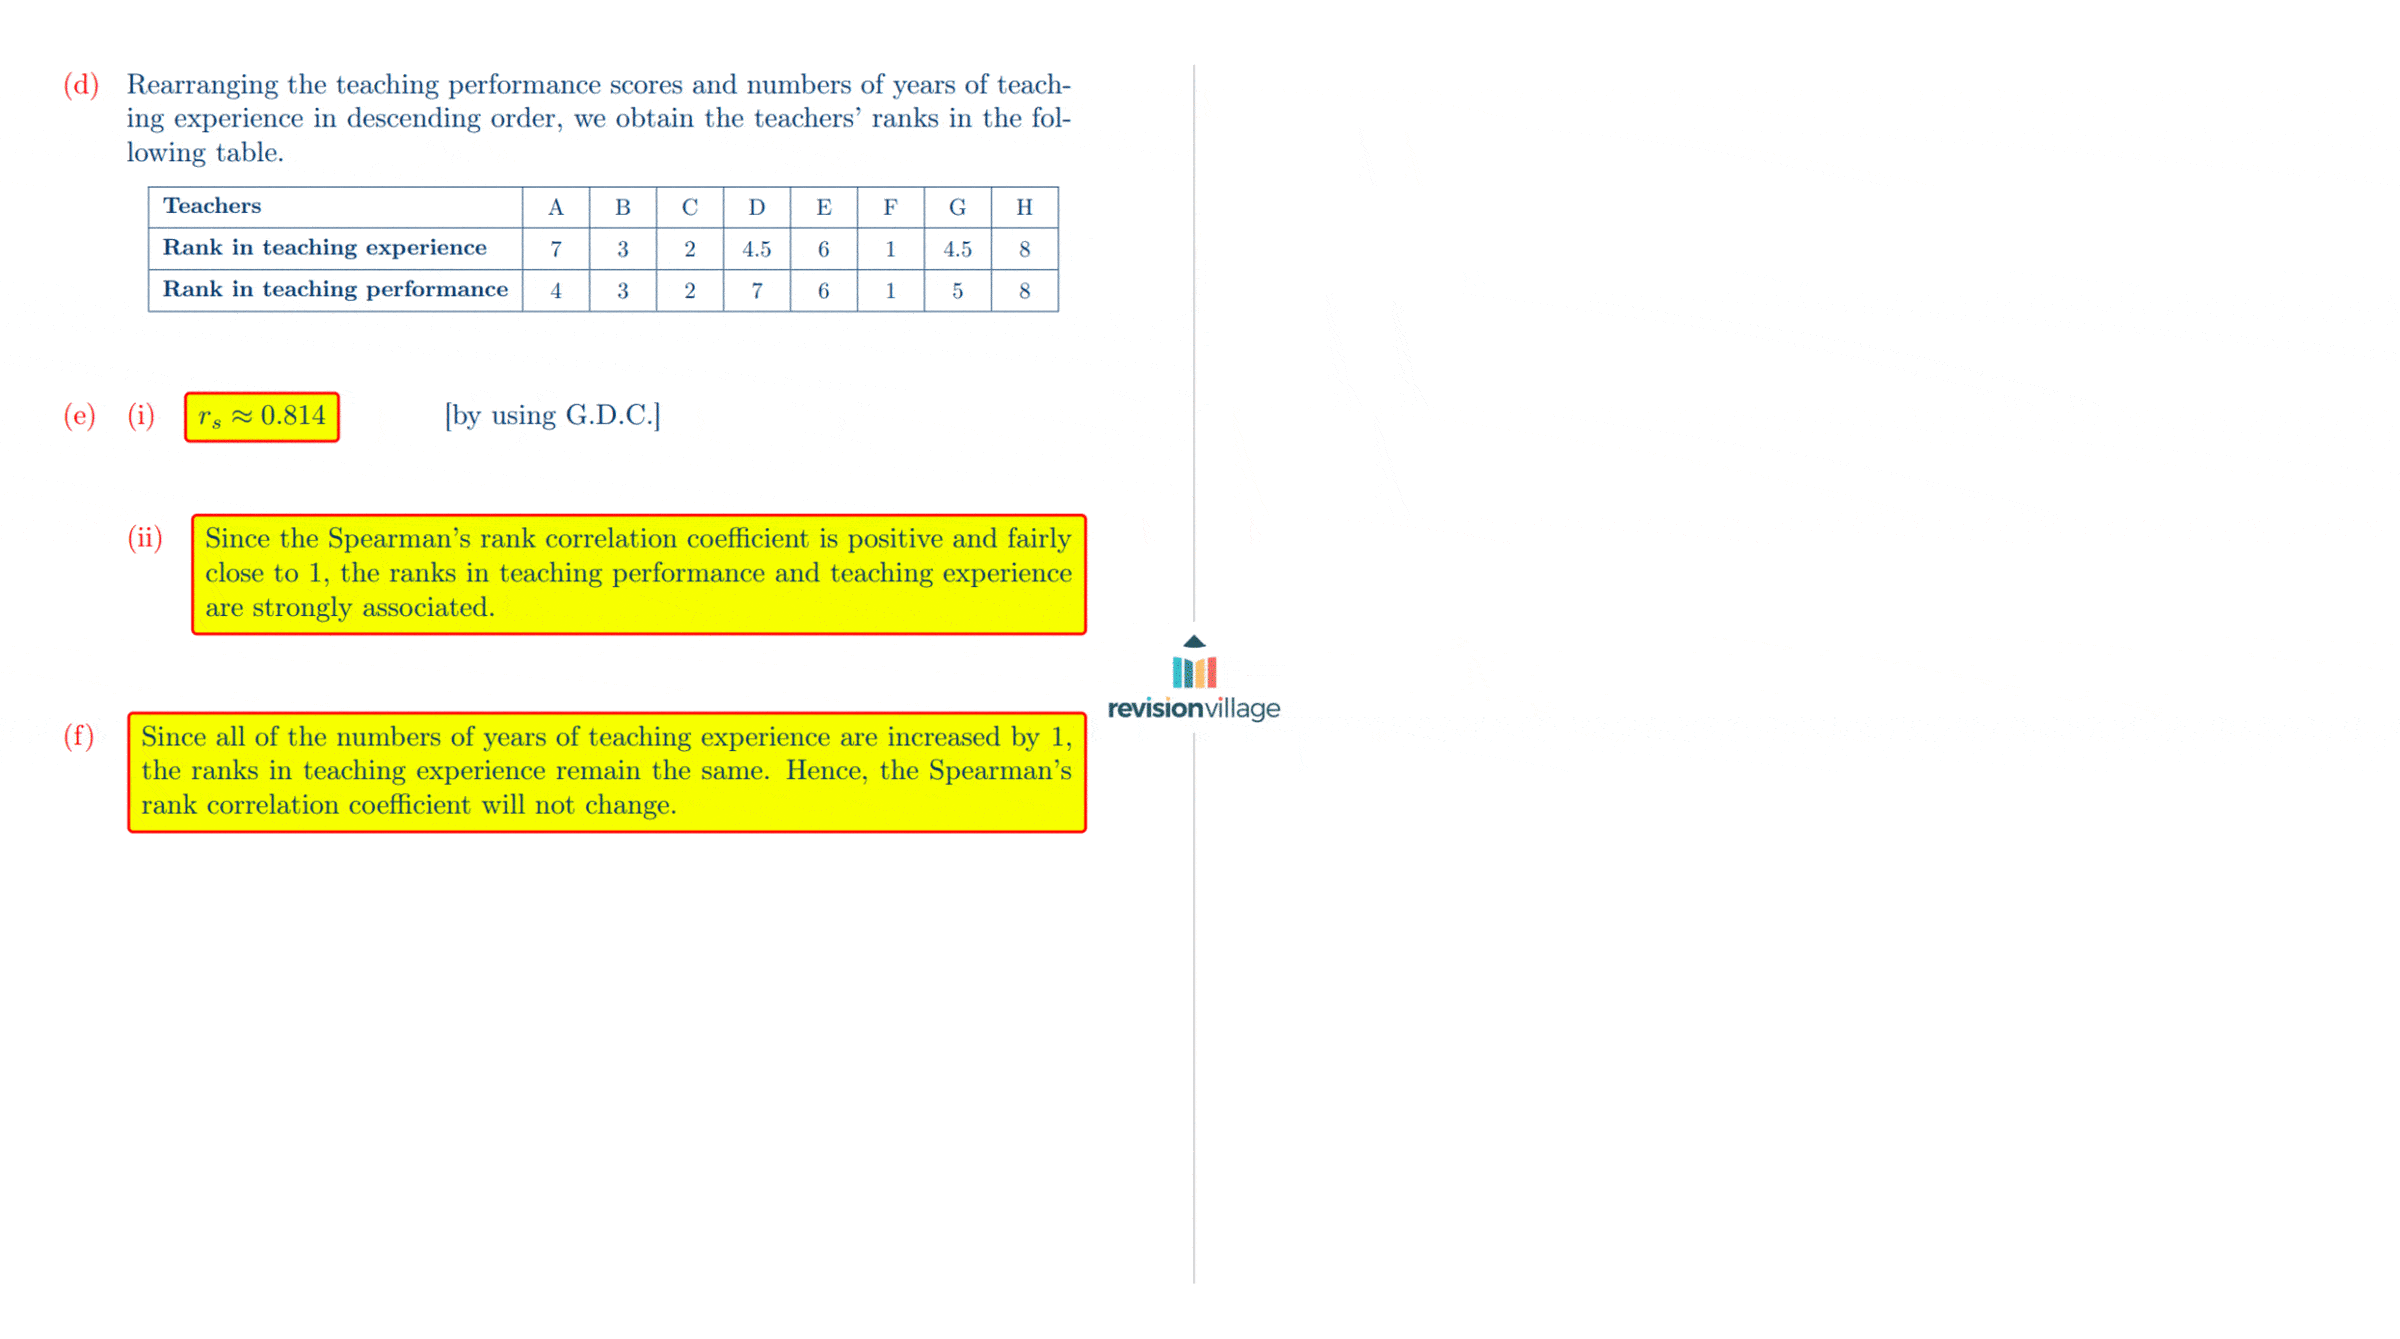 (d) Rearranging the teaching performance scores and numbers of years of teach-
ing experience in descending order, we obtain the teachers' ranks in the fol-
lowing table.
Teachers A B C D E F G H
Rank in teaching experience 7 3 2 4.5 6 1 4.5 8
Rank in teaching performance 4 3 2 7 6 1 5 8
(e) (i) rₛ ≈ 0.814 [by using G.D.C.]
(ii) Since the Spearman's rank correlation coefficient is positive and fairly
close to 1, the ranks in teaching performance and teaching experience
are strongly associated.
revisionvillage
(f) Since all of the numbers of years of teaching experience are increased by 1,
the ranks in teaching experience remain the same. Hence, the Spearman's
rank correlation coefficient will not change.